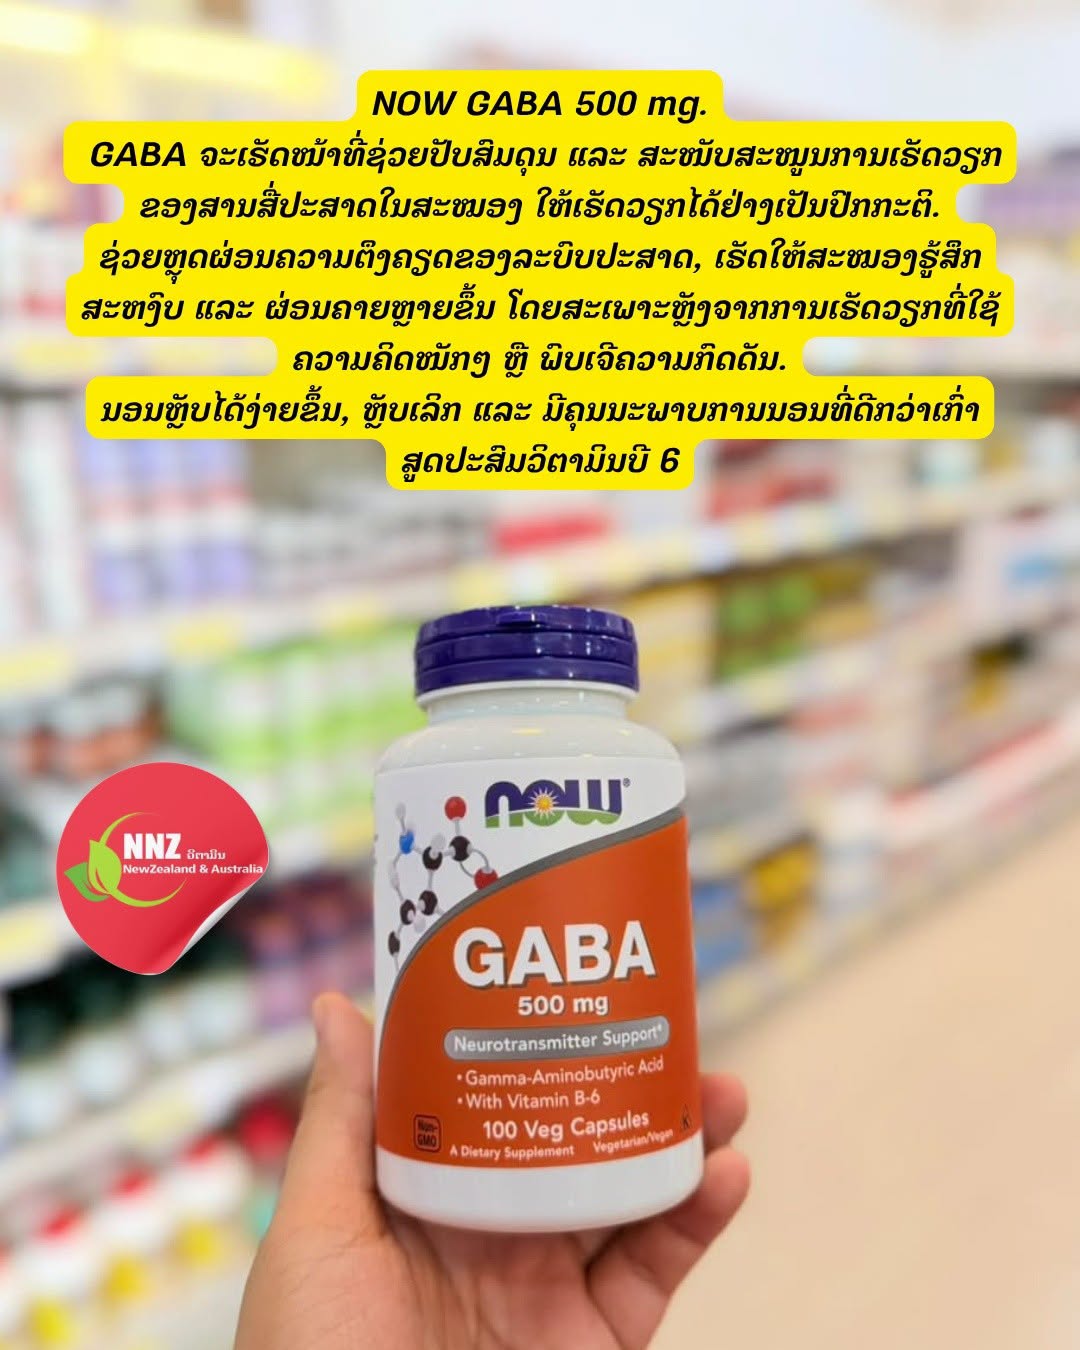 NOW GABA 500 mg.
GABA ຈະເຮັດໜ້າທີ່ຊ່ວຍປັບສົມດຸນ ແລະ ສະໜັບສະໜູນການເຮັດວຽກ
ຂອງສານສື່ປະສາດໃນສະໝອງ ໃຫ້ເຮັດວຽກໄດ້ຢ່າງເປັນປົກກະຕິ.
ຊ່ວຍຫຼຸດຜ່ອນຄວາມຕຶງຄຽດຂອງລະບົບປະສາດ, ເຮັດໃຫ້ສະໝອງຮູ້ສຶກ
ສະຫງົບ ແລະ ຜ່ອນຄາຍຫຼາຍຂຶ້ນ ໂດຍສະເພາະຫຼັງຈາກການເຮັດວຽກທີ່ໃຊ້
ຄວາມຄິດໜັກໆ ຫຼື ພົບເຈີຄວາມກົດດັນ.
ນອນຫຼັບໄດ້ງ່າຍຂຶ້ນ, ຫຼັບເລິກ ແລະ ມີຄຸນນະພາບການນອນທີ່ດີກວ່າເກົ່າ
ສູດປະສົມວິຕາມິນບີ 6
NNZ ວິຕາມິນ
NewZealand & Australia
now®
GABA
500 mg
Neurotransmitter Support*
• Gamma-Aminobutyric Acid
• With Vitamin B-6
100 Veg Capsules
Non-
GMO
A Dietary Supplement Vegetarian/Vegan
K